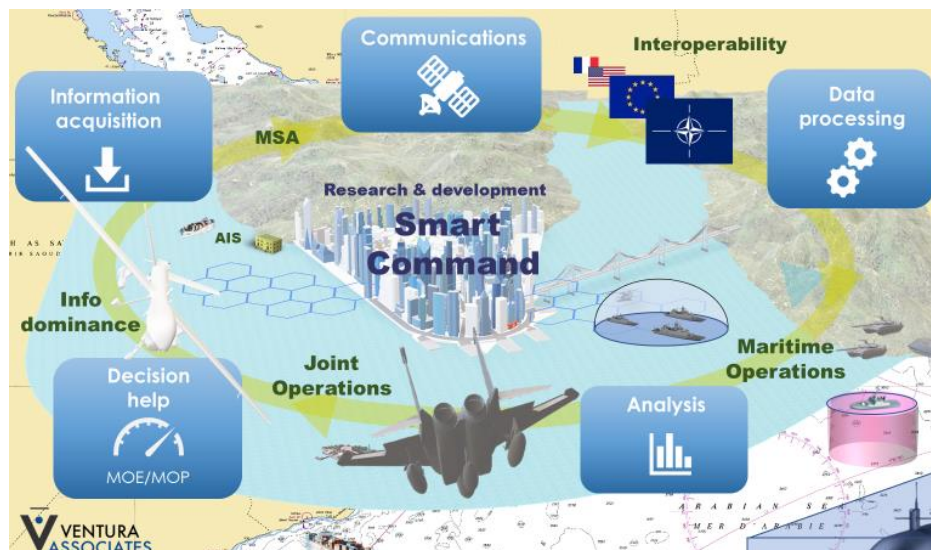 Communications
Interoperability
Information
acquisition
Data
processing
MSA
Research & development
Smart
Command
AIS
Info
dominance
Joint
Operations
Maritime
Operations
Decision
help
MOE/MOP
Analysis
ARABIAN SEA
MER D'ARABIE
VENTURA
ASSOCIATES